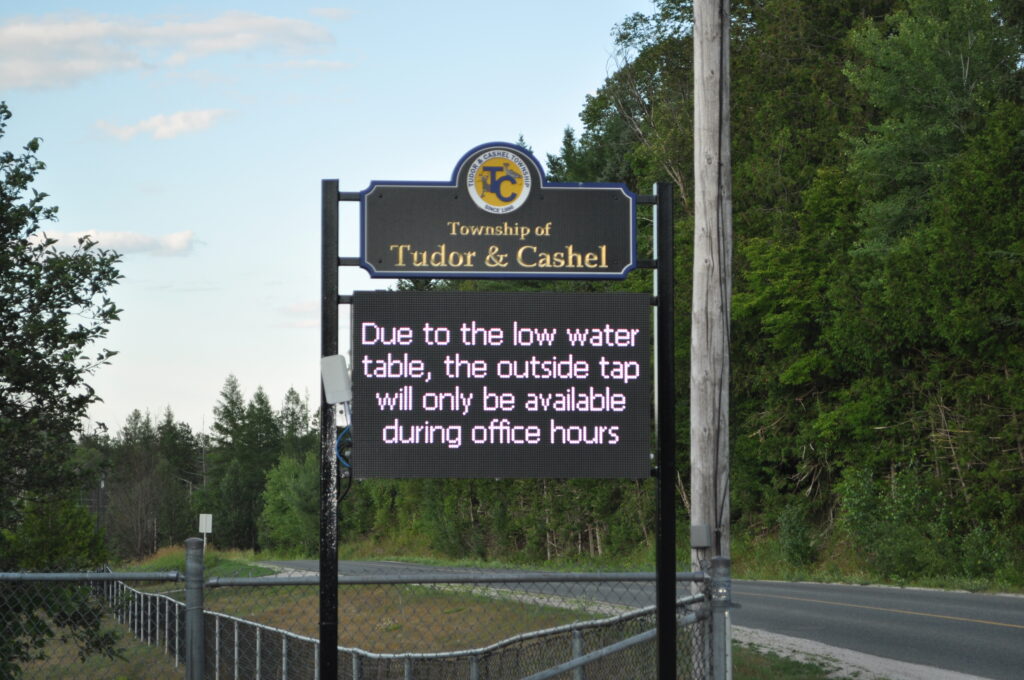 TUDOR & CASHEL TOWNSHIP
TC
Township of
Tudor & Cashel
Due to the low water
table, the outside tap
will only be available
during office hours